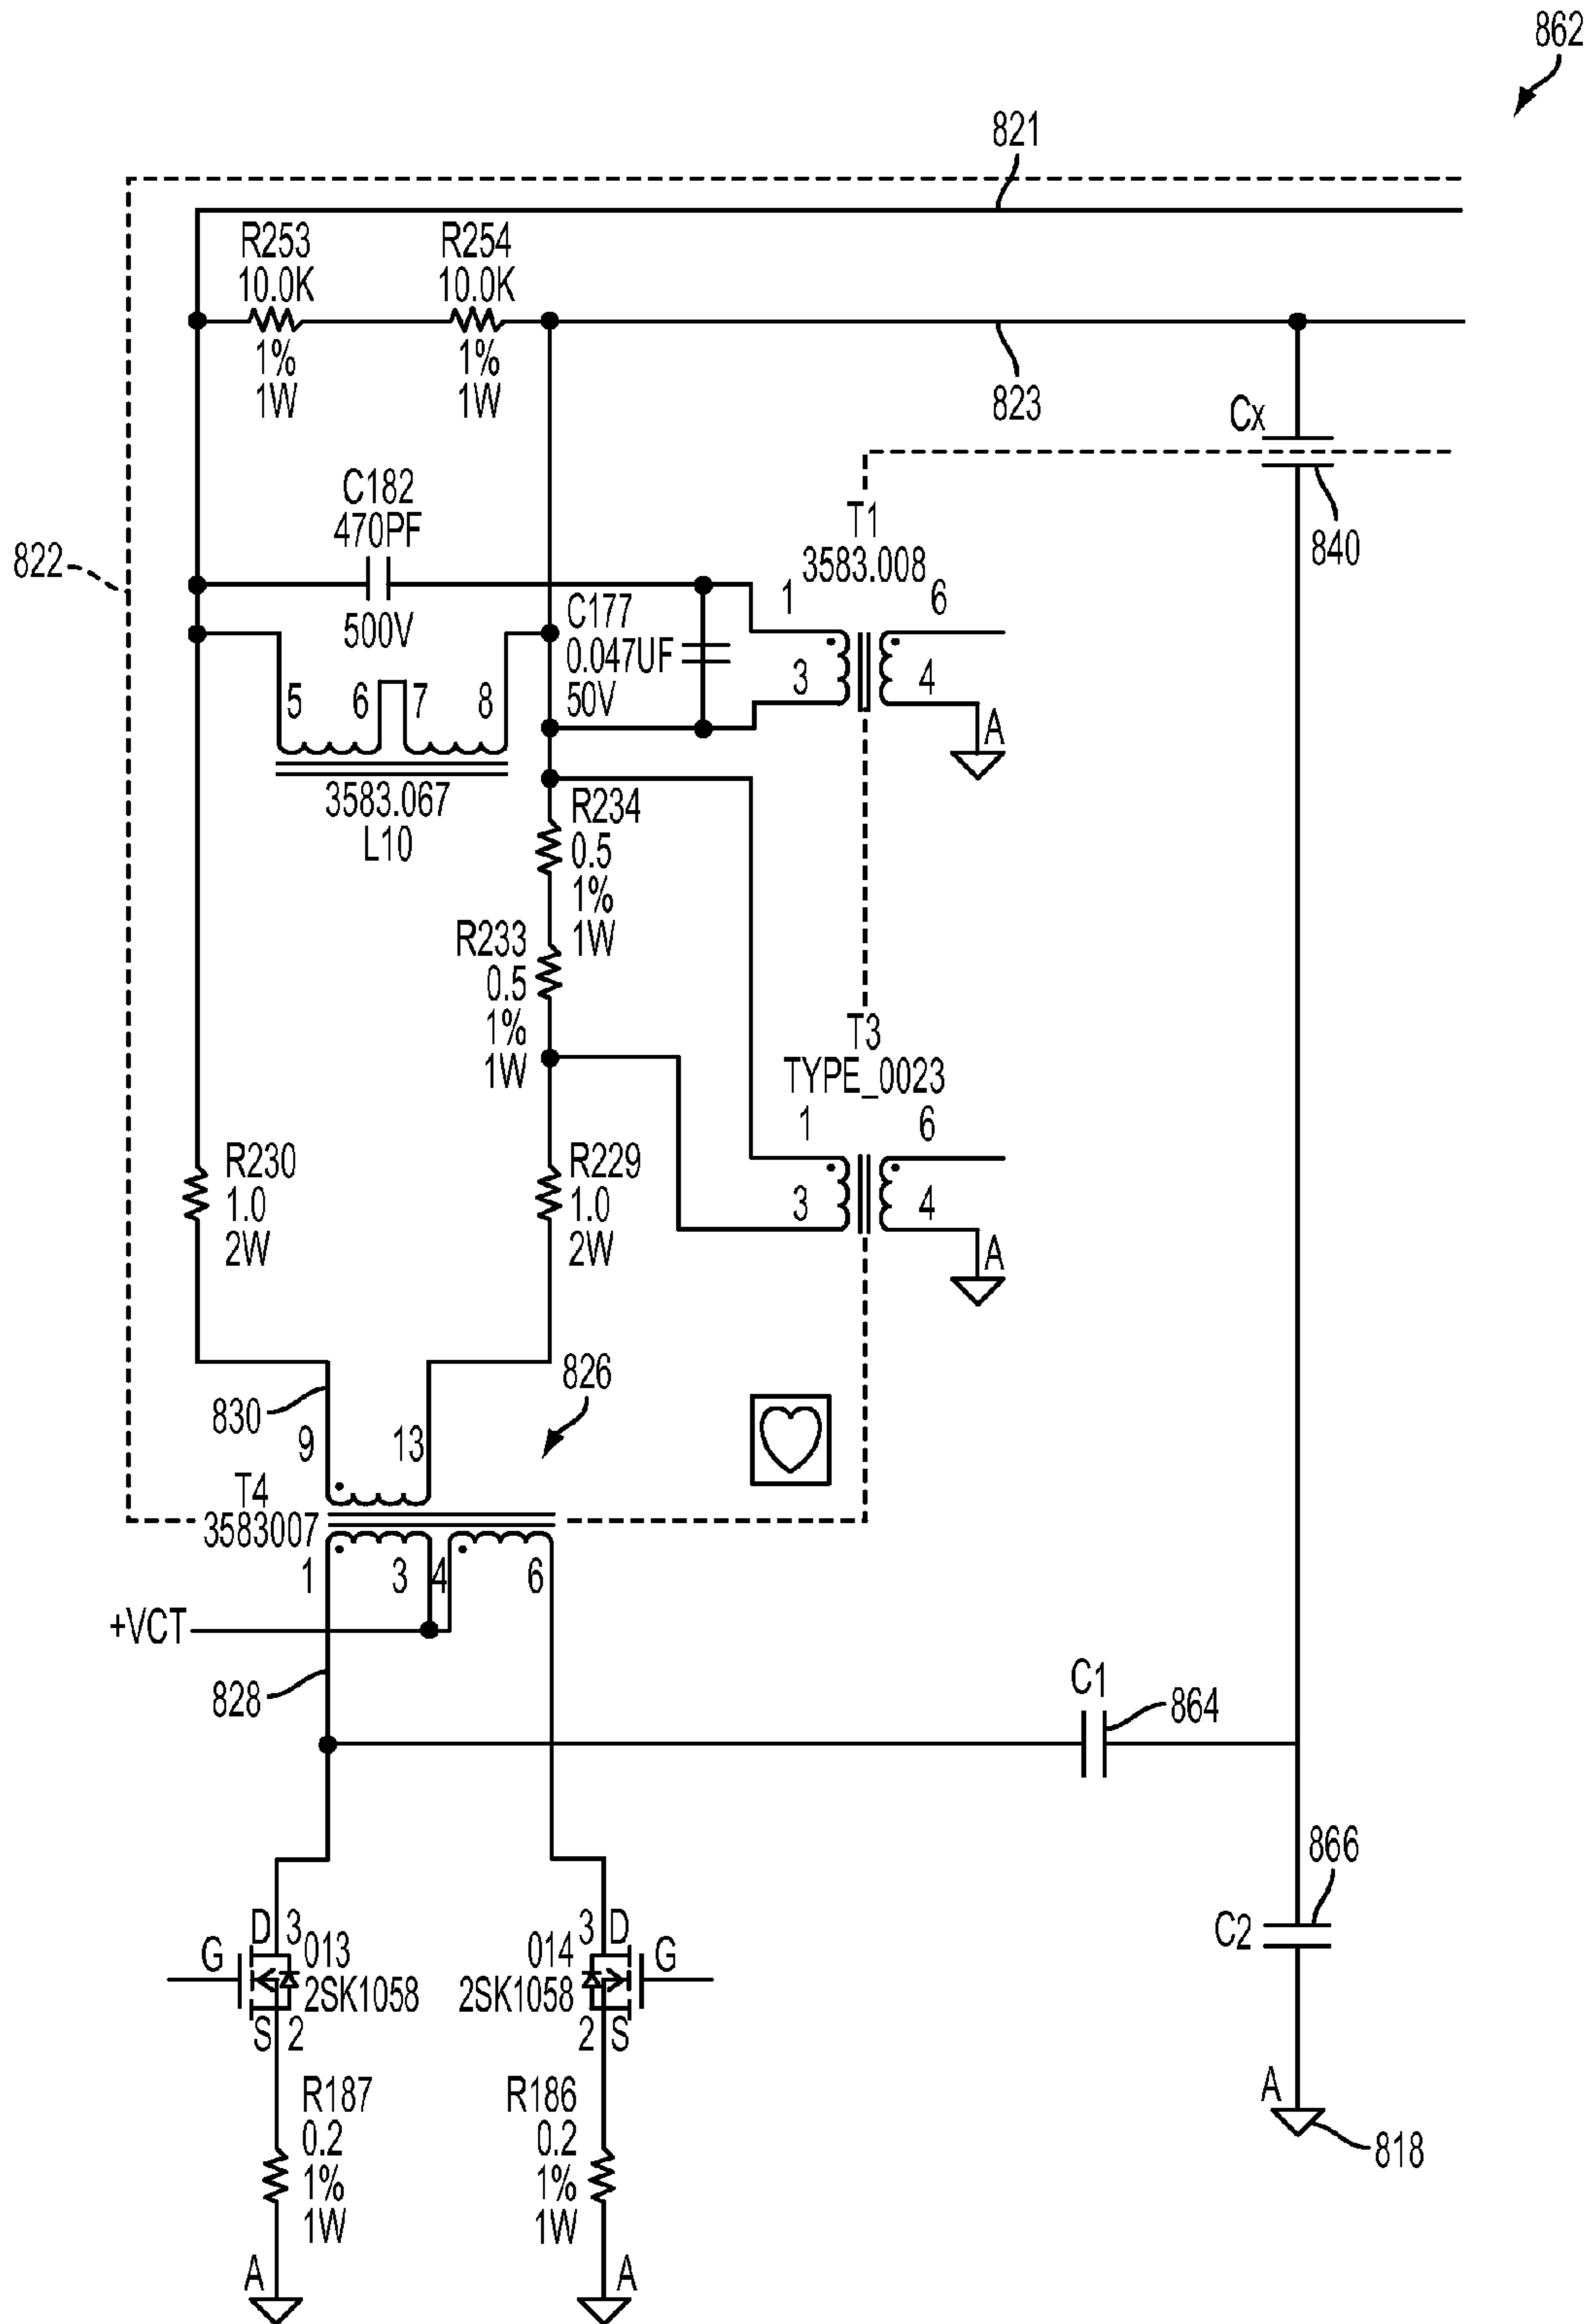 862
821
R253
10.0K
1%
1W
R254
10.0K
1%
1W
823
Cx
840
822
C182
470PF
500V
C177
0.047UF
50V
T1
3583.008
1
6
3
4
A
5
6
7
8
3583.067
L10
R234
0.5
1%
1W
R233
0.5
1%
1W
T3
TYPE_0023
1
6
3
4
A
R230
1.0
2W
R229
1.0
2W
830
826
9
13
T4
3583007
1
3
4
6
+VCT
828
C1
864
866
C2
G
D
3
013
2SK1058
S
2
014
2SK1058
3
D
G
2
S
R187
0.2
1%
1W
R186
0.2
1%
1W
A
A
A
818